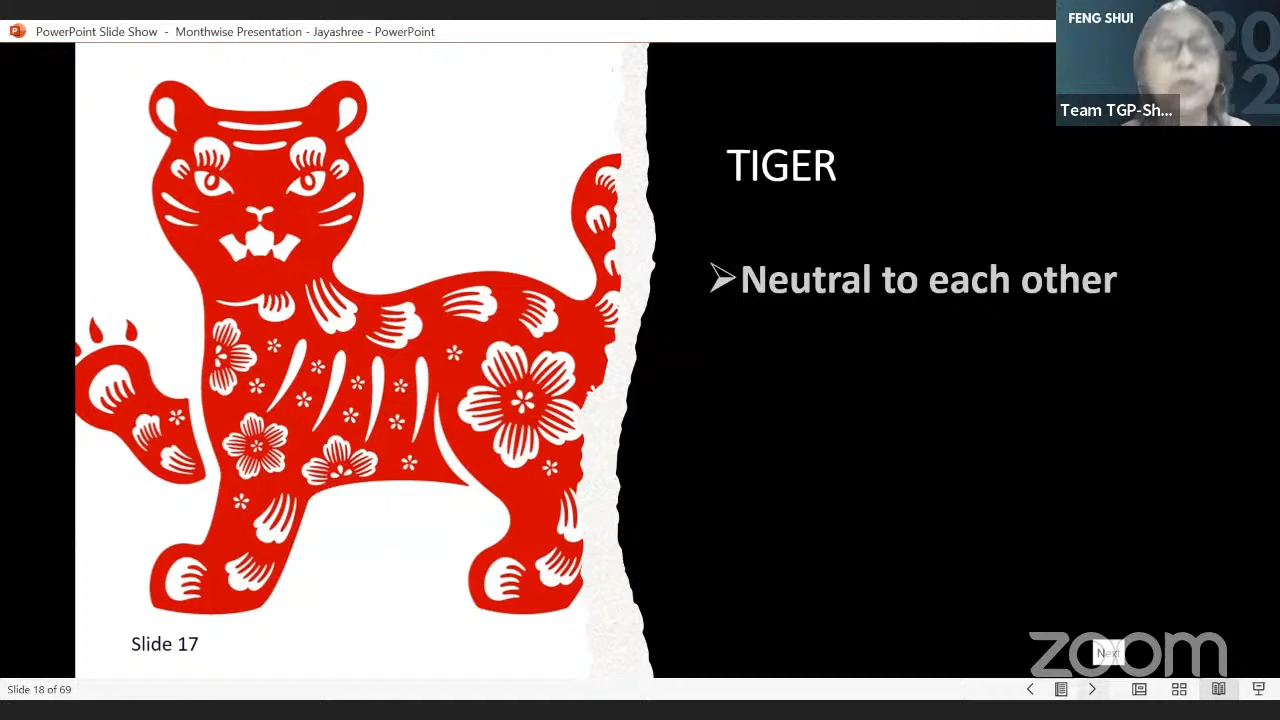 PowerPoint Slide Show - Monthwise Presentation - Jayashree - PowerPoint
FENG SHUI
2022
Team TGP-Sh...
TIGER
➢Neutral to each other
Slide 17
zoom
Next
Slide 18 of 69